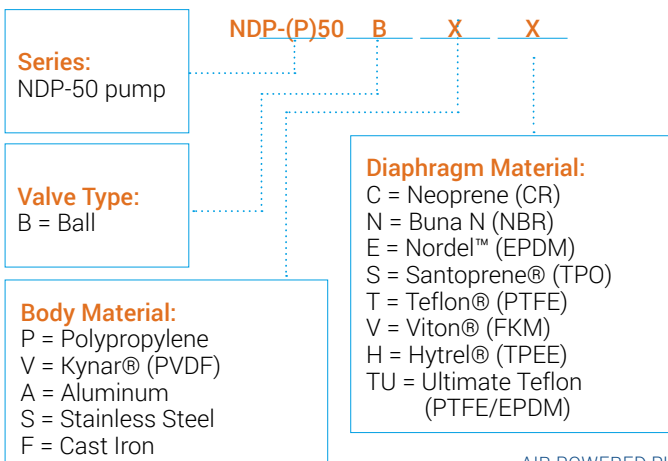 NDP-(P)50 B X X
Series:
NDP-50 pump
Valve Type:
B = Ball
Body Material:
P = Polypropylene
V = Kynar® (PVDF)
A = Aluminum
S = Stainless Steel
F = Cast Iron
Diaphragm Material:
C = Neoprene (CR)
N = Buna N (NBR)
E = Nordel™ (EPDM)
S = Santoprene® (TPO)
T = Teflon® (PTFE)
V = Viton® (FKM)
H = Hytrel® (TPEE)
TU = Ultimate Teflon
(PTFE/EPDM)
AIR POWERED